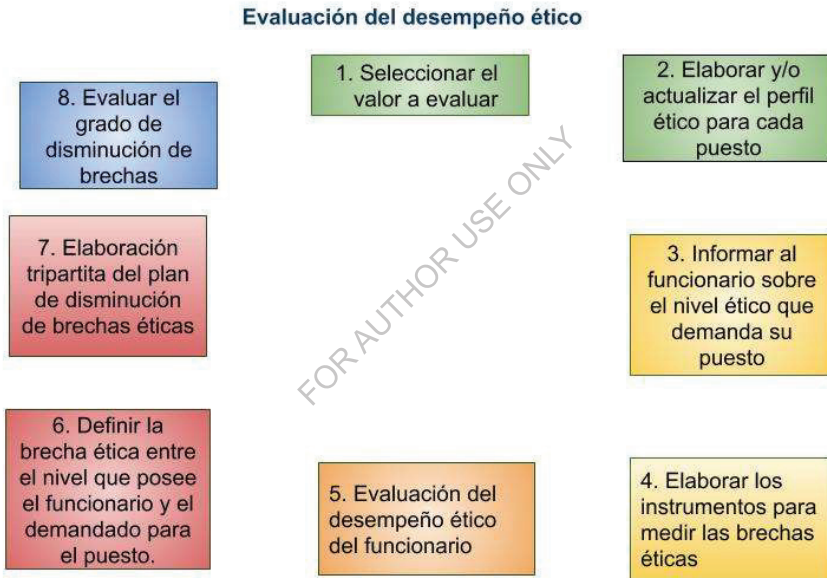 Evaluación del desempeño ético
1. Seleccionar el
valor a evaluar
2. Elaborar y/o
actualizar el perfil
ético para cada
puesto
3. Informar al
funcionario sobre
el nivel ético que
demanda su
puesto
4. Elaborar los
instrumentos para
medir las brechas
éticas
5. Evaluación del
desempeño ético
del funcionario
6. Definir la
brecha ética entre
el nivel que posee
el funcionario y el
demandado para
el puesto.
7. Elaboración
tripartita del plan
de disminución
de brechas éticas
8. Evaluar el
grado de
disminución de
brechas
FOR AUTHOR USE ONLY